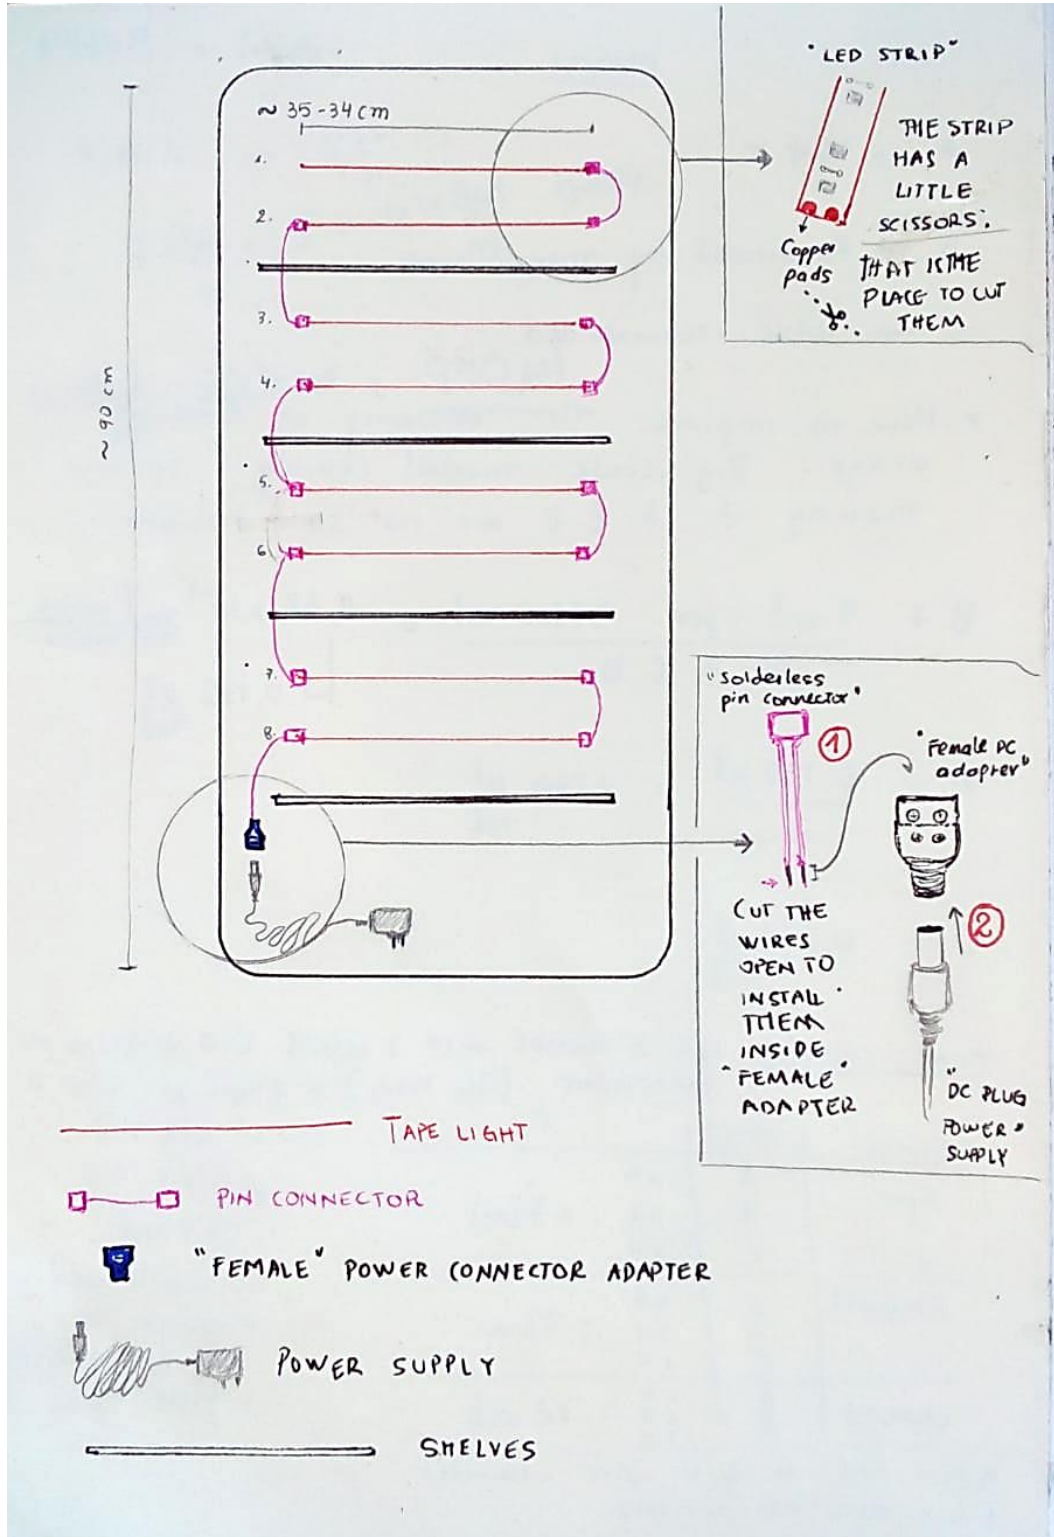 "LED STRIP"
THE STRIP
HAS A
LITTLE
SCISSORS:
THAT IS THE
PLACE TO CUT
THEM
Copper
pads
~ 35-34 cm
~ 90 cm
1.
2.
3.
4.
5.
6
7.
8.
"solderless
pin connector"
1
"Female DC
adapter"
CUT THE
WIRES
OPEN TO
INSTALL
THEM
INSIDE
"FEMALE"
ADAPTER
2
"DC PLUG
POWER"
SUPPLY
TAPE LIGHT
PIN CONNECTOR
"FEMALE" POWER CONNECTOR ADAPTER
POWER SUPPLY
SHELVES